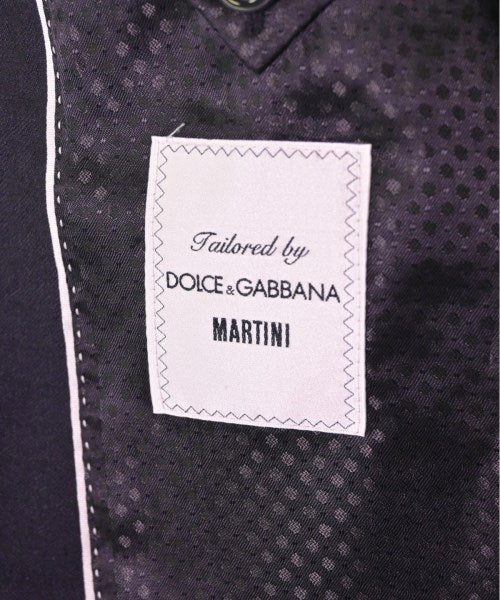 Tailored by
DOLCE & GABBANA
MARTINI